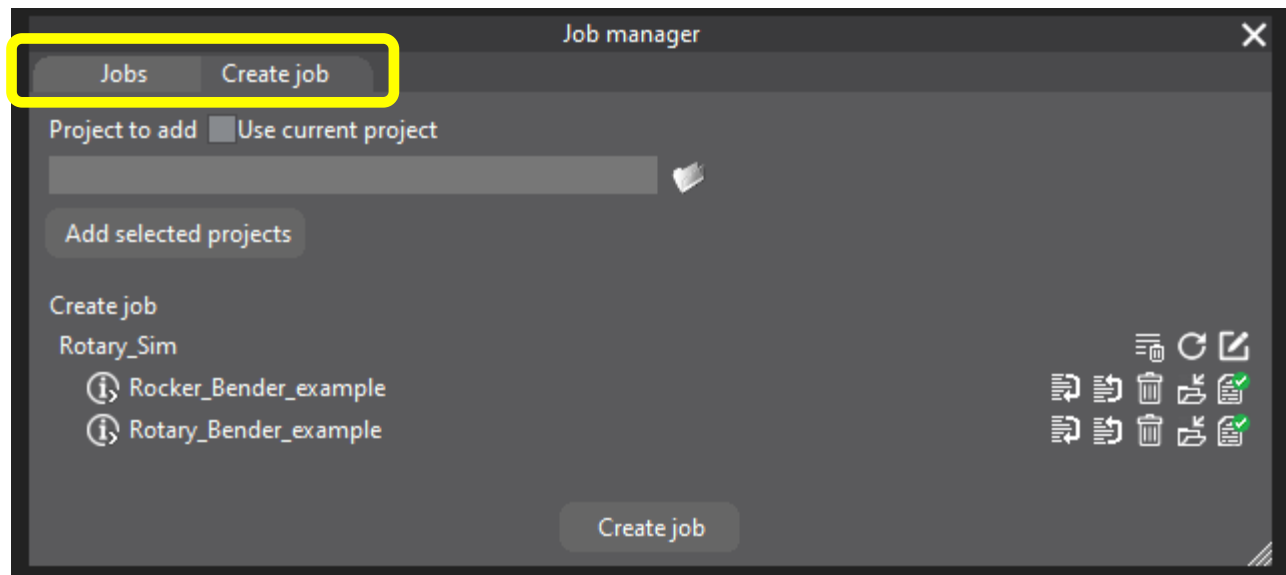 Job manager
Jobs Create job
Project to add Use current project
Add selected projects
Create job
Rotary_Sim
Rocker_Bender_example
Rotary_Bender_example
Create job